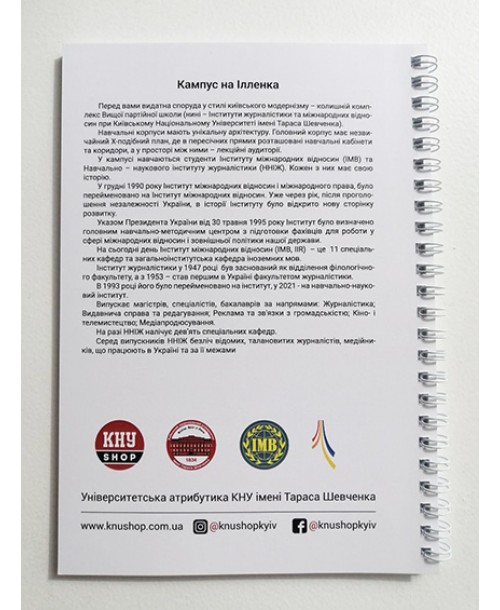 Кампус на Ілленка
Перед вами видатна споруда у стилі київського модернізму – колишній комп-
лекс Вищої партійної школи (нині – Інститути журналістики та міжнародних відно-
син при Київському Національному Університеті імені Тараса Шевченка).
Навчальні корпуси мають унікальну архітектуру. Головний корпус має незви-
чайний Х-подібний план, де в пересічних прямих розташовані навчальні кабінети
та коридори, а у просторі між ними – лекційні аудиторії.
У кампусі навчаються студенти Інституту міжнародних відносин (ІМВ) та
Навчально – наукового інституту журналістики (ННІЖ). Кожен з них має свою
історію.
У грудні 1990 року Інститут міжнародних відносин і міжнародного права, було
перейменовано на Інститут міжнародних відносин. Уже через рік, після проголо-
шення незалежності України, в історії Інституту було відкрито нову сторінку
розвитку.
Указом Президента України від 30 травня 1995 року Інститут було визначено
головним навчально-методичним центром з підготовки фахівців для роботи у
сфері міжнародних відносин і зовнішньої політики нашої держави.
На сьогодні день Інститут міжнародних відносин (ІМВ, IIR) – це 11 спеціаль-
них кафедр та загальноінститутська кафедра іноземних мов.
Інститут журналістики у 1947 році був заснований як відділення філологічно-
го факультету, а з 1953 – став першим в Україні факультетом журналістики.
В 1993 році його було перейменовано на інститут, у 2021 - на навчально-науко-
вий інститут.
Випускає магістрів, спеціалістів, бакалаврів за напрямами: Журналістика;
Видавнича справа та редагування; Реклама та зв'язки з громадськістю; Кіно- і
телемистецтво; Медіапродюсування.
На разі ННІЖ налічує дев'ять спеціальних кафедр.
Серед випускників ННІЖ безліч відомих, талановитих журналістів, медійни-
ків, що працюють в Україні та за її межами
КНУ
SHOP
1834
ІМВ
Університетська атрибутика КНУ імені Тараса Шевченка
www.knushop.com.ua @knushopkyiv @knushopkyiv